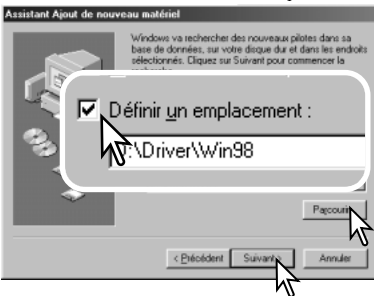 Assistant Ajout de nouveau matériel
Windows va rechercher des nouveaux pilotes dans sa
base de données, sur votre disque dur et dans les endroits
sélectionnés. Cliquez sur Suivant pour commencer la
Définir un emplacement :
:\Driver\Win98
Parcourir
< Précédent
Suivant >
Annuler